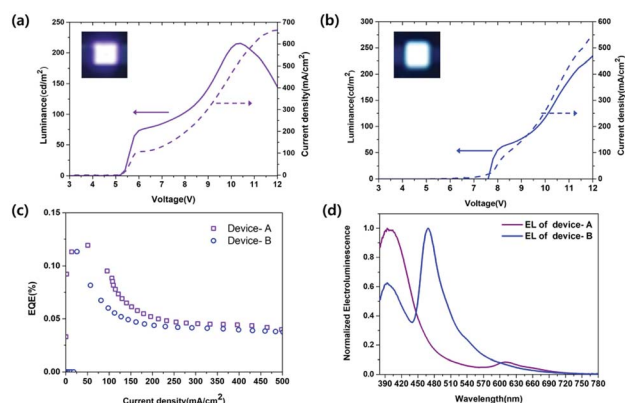 (a)
250
200
150
100
50
0
Luminance(cd/m²)
700
600
500
400
300
200
100
0
Current density(mA/cm²)
3 4 5 6 7 8 9 10 11 12
Voltage(V)
(b)
300
250
200
150
100
50
0
Luminance(cd/m²)
600
500
400
300
200
100
0
Current density(mA/cm²)
3 4 5 6 7 8 9 10 11 12
Voltage(V)
(c)
0.15
0.10
0.05
0.00
EQE(%)
Device- A
Device- B
0 50 100 150 200 250 300 350 400 450 500
Current density(mA/cm²)
(d)
1.0
0.8
0.6
0.4
0.2
0.0
Normalized Electroluminescence
EL of device- A
EL of device- B
390 420 450 480 510 540 570 600 630 660 690 720 750 780
Wavelength(nm)